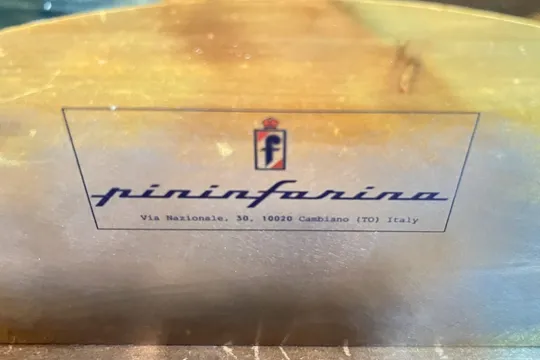 f
pininfarina
Via Nazionale, 30, 10020 Cambiano (TO) Italy